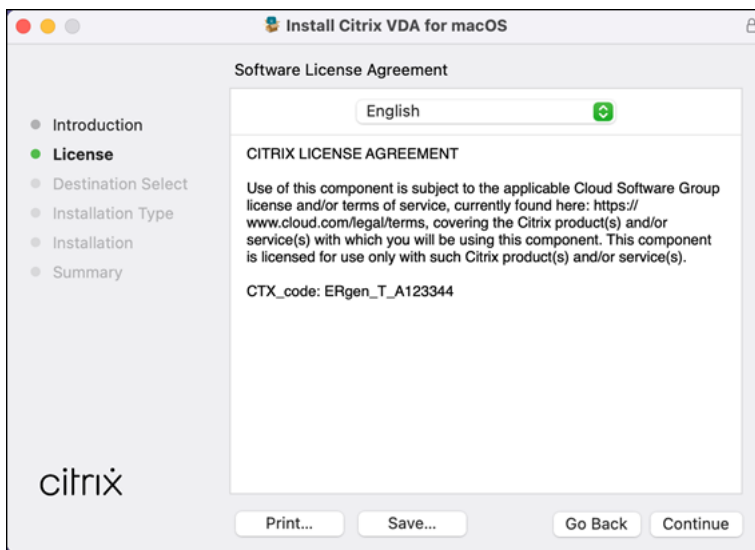 Install Citrix VDA for macOS
Software License Agreement
Introduction
License
Destination Select
Installation Type
Installation
Summary
English
CITRIX LICENSE AGREEMENT
Use of this component is subject to the applicable Cloud Software Group
license and/or terms of service, currently found here: https://
www.cloud.com/legal/terms, covering the Citrix product(s) and/or
service(s) with which you will be using this component. This component
is licensed for use only with such Citrix product(s) and/or service(s).
CTX_code: ERgen_T_A123344
citrix
Print...
Save...
Go Back
Continue